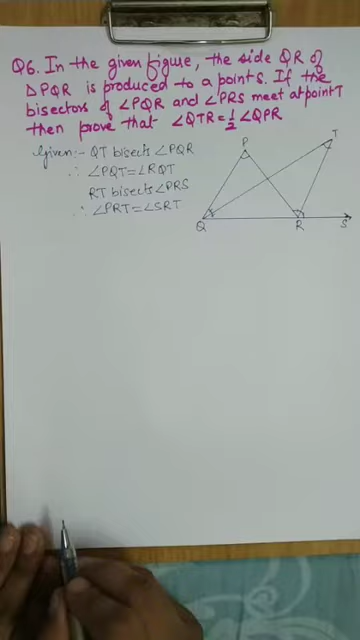 Q6. In the given figure, the side QR of
ΔPQR is produced to a point S. If the
bisectors of ∠PQR and ∠PRS meet at point T
then prove that ∠QTR = 1/2 ∠QPR
Given:- QT bisects ∠PQR
∴ ∠PQT = ∠RQT
RT bisects ∠PRS
∴ ∠PRT = ∠SRT
P
T
Q
R
S